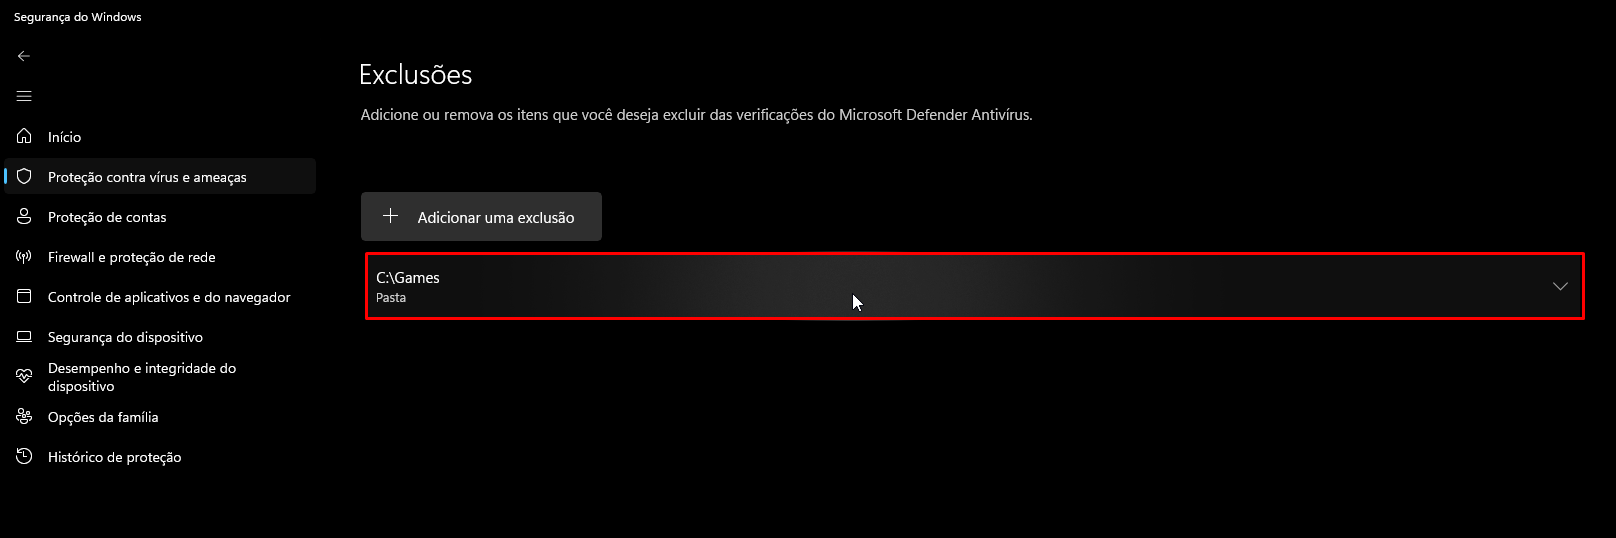 Segurança do Windows
Início
Proteção contra vírus e ameaças
Proteção de contas
Firewall e proteção de rede
Controle de aplicativos e do navegador
Segurança do dispositivo
Desempenho e integridade do
dispositivo
Opções da família
Histórico de proteção
Exclusões
Adicione ou remova os itens que você deseja excluir das verificações do Microsoft Defender Antivírus.
Adicionar uma exclusão
C:\Games
Pasta